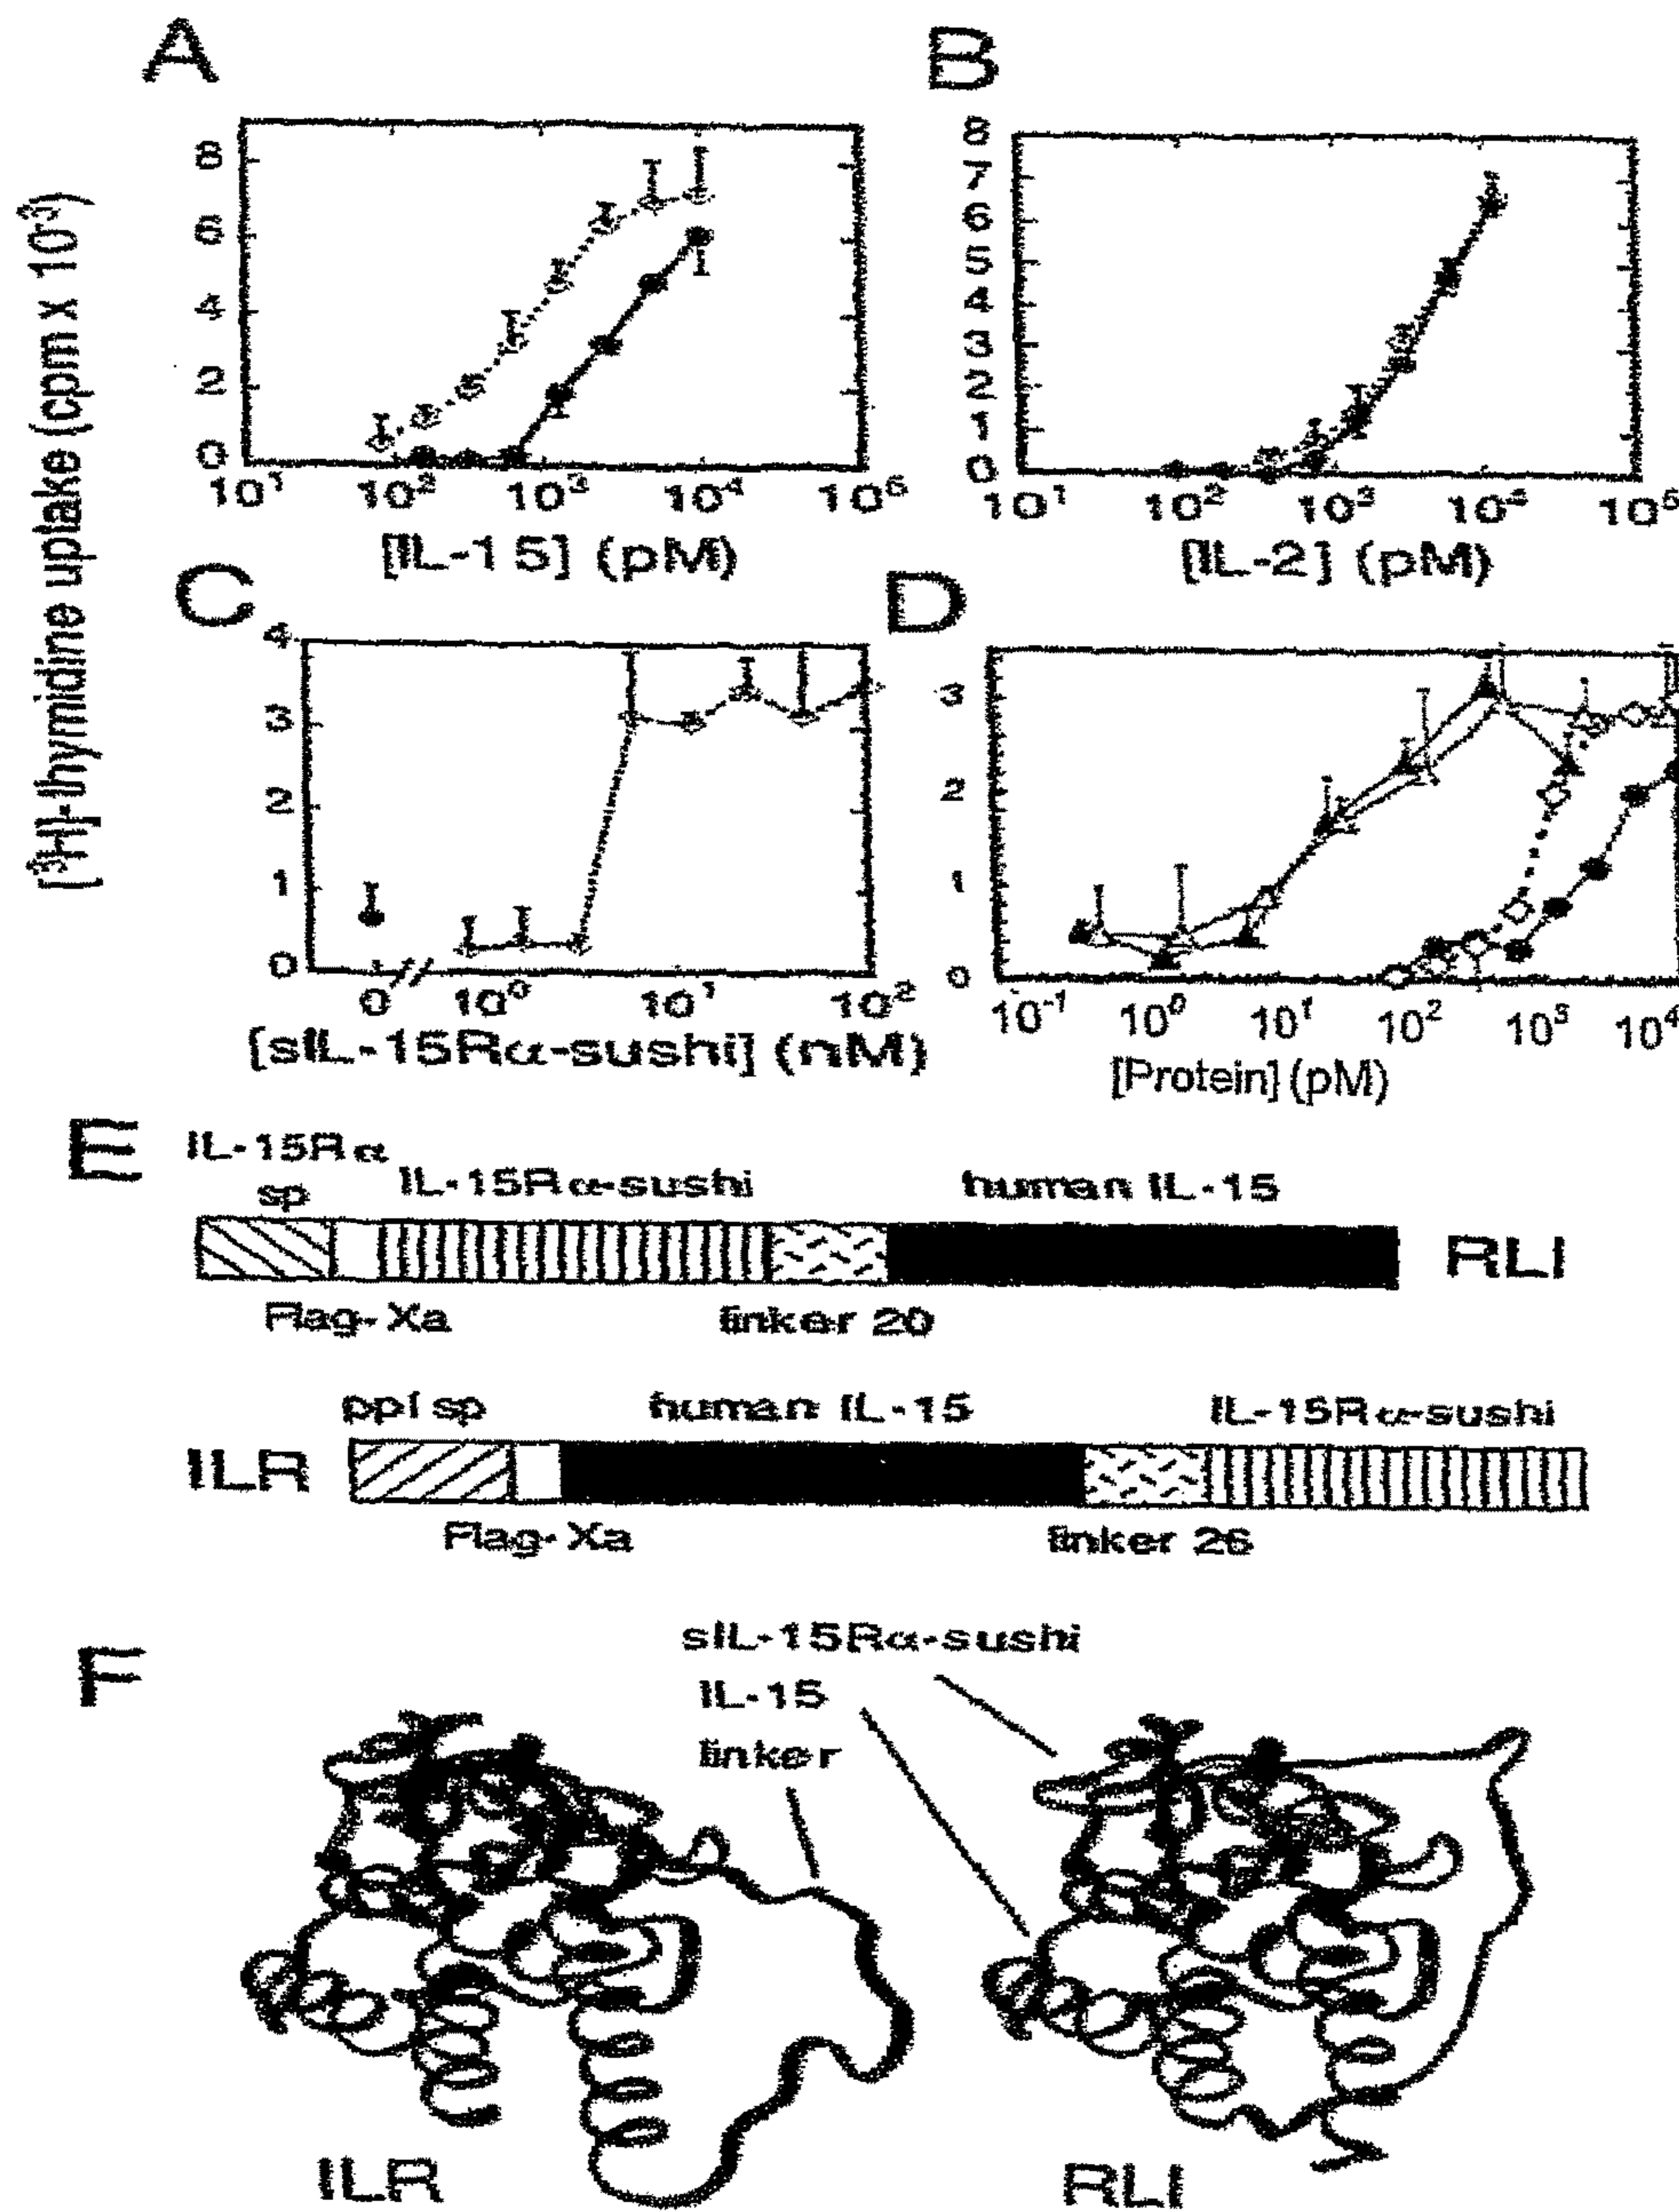 A
B
[³H]-thymidine uptake (cpm x 10⁻³)
8
6
4
2
0
10¹ 10² 10³ 10⁴ 10⁵
[IL-15] (pM)
8
7
6
5
4
3
2
1
0
10¹ 10² 10³ 10⁴ 10⁵
[IL-2] (pM)
C
D
4
3
2
1
0
0 // 10⁰ 10¹ 10²
[sIL-15Rα-sushi] (nM)
3
2
1
0
10⁻¹ 10⁰ 10¹ 10² 10³ 10⁴
[Protein] (pM)
E
IL-15Rα
sp
IL-15Rα-sushi
human IL-15
RLI
Flag-Xa
linker 20
ppl sp
human IL-15
IL-15Rα-sushi
ILR
Flag-Xa
linker 26
F
sIL-15Rα-sushi
IL-15
linker
ILR
RLI